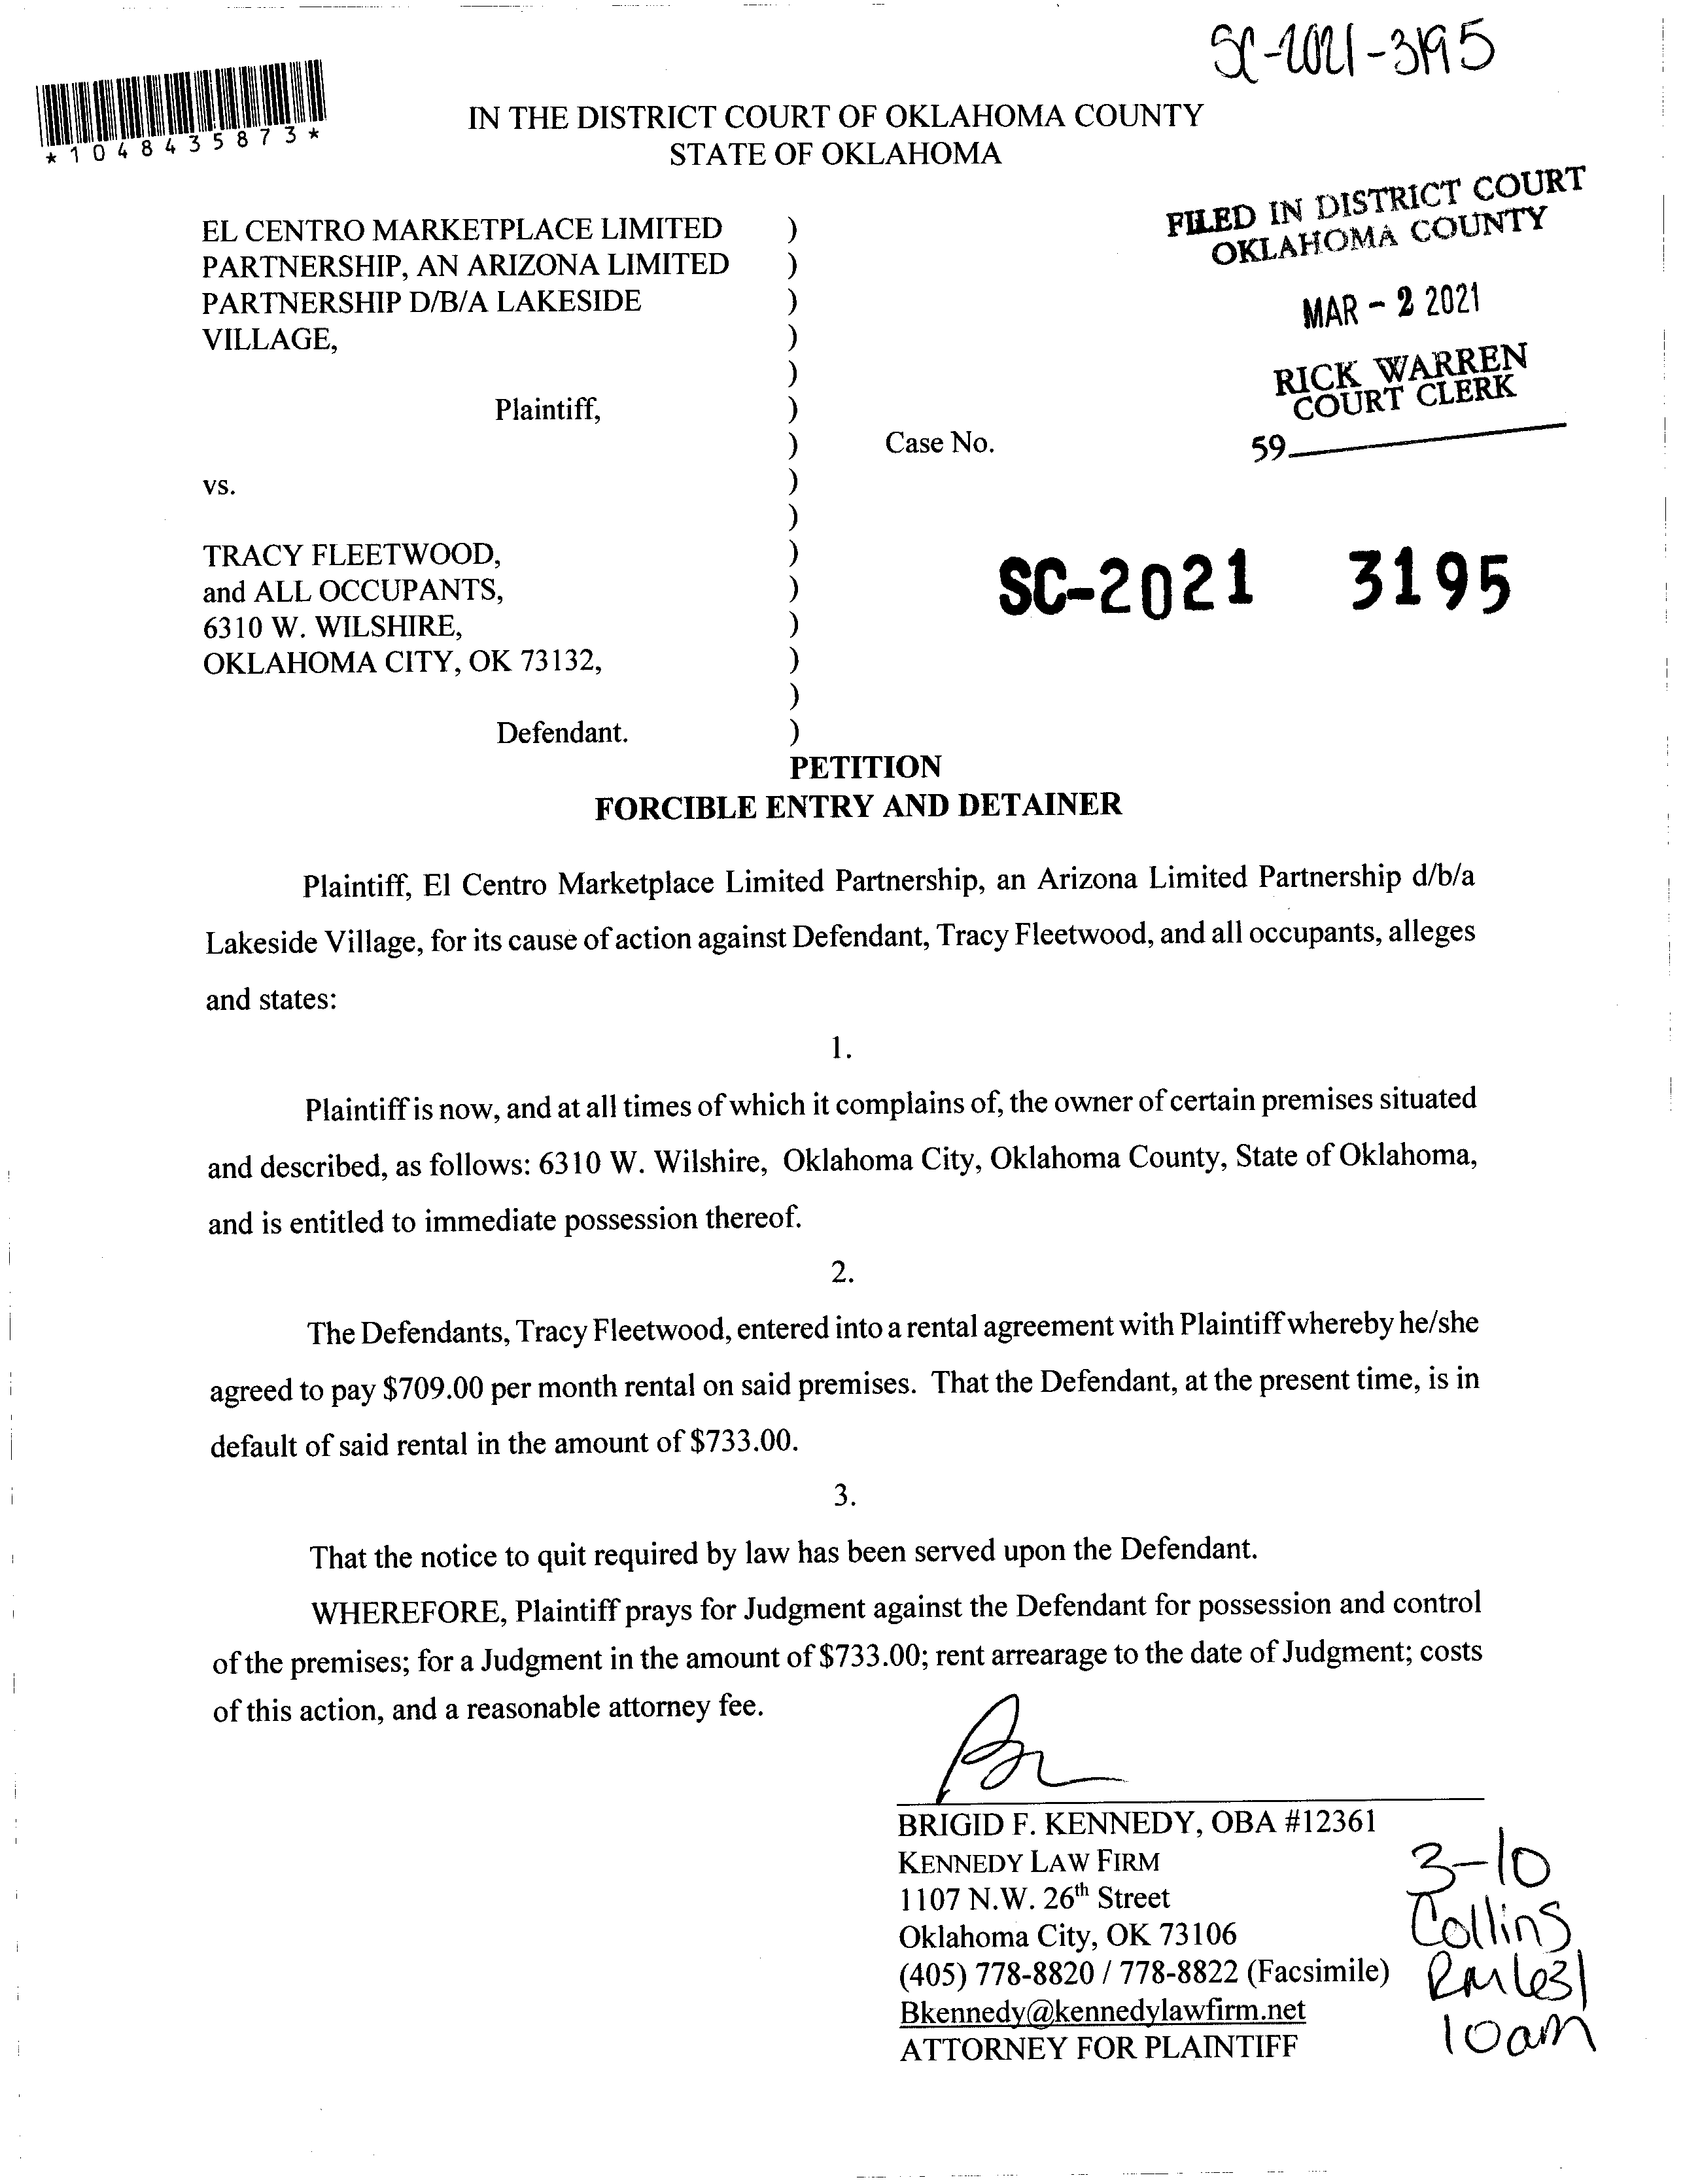 SC-2021-3195
*1048435873*
IN THE DISTRICT COURT OF OKLAHOMA COUNTY
STATE OF OKLAHOMA
FILED IN DISTRICT COURT
OKLAHOMA COUNTY
MAR - 2 2021
RICK WARREN
COURT CLERK
59
EL CENTRO MARKETPLACE LIMITED )
PARTNERSHIP, AN ARIZONA LIMITED )
PARTNERSHIP D/B/A LAKESIDE )
VILLAGE, )
)
Plaintiff, )
) Case No.
vs. )
)
TRACY FLEETWOOD, )
and ALL OCCUPANTS, ) SC-2021 3195
6310 W. WILSHIRE, )
OKLAHOMA CITY, OK 73132, )
)
Defendant. )
PETITION
FORCIBLE ENTRY AND DETAINER
Plaintiff, El Centro Marketplace Limited Partnership, an Arizona Limited Partnership d/b/a
Lakeside Village, for its cause of action against Defendant, Tracy Fleetwood, and all occupants, alleges
and states:
1.
Plaintiff is now, and at all times of which it complains of, the owner of certain premises situated
and described, as follows: 6310 W. Wilshire, Oklahoma City, Oklahoma County, State of Oklahoma,
and is entitled to immediate possession thereof.
2.
The Defendants, Tracy Fleetwood, entered into a rental agreement with Plaintiff whereby he/she
agreed to pay $709.00 per month rental on said premises. That the Defendant, at the present time, is in
default of said rental in the amount of $733.00.
3.
That the notice to quit required by law has been served upon the Defendant.
WHEREFORE, Plaintiff prays for Judgment against the Defendant for possession and control
of the premises; for a Judgment in the amount of $733.00; rent arrearage to the date of Judgment; costs
of this action, and a reasonable attorney fee.
BRIGID F. KENNEDY, OBA #12361
KENNEDY LAW FIRM
1107 N.W. 26th Street
Oklahoma City, OK 73106
(405) 778-8820 / 778-8822 (Facsimile)
Bkennedy@kennedylawfirm.net
ATTORNEY FOR PLAINTIFF
3-10
Collins
10am